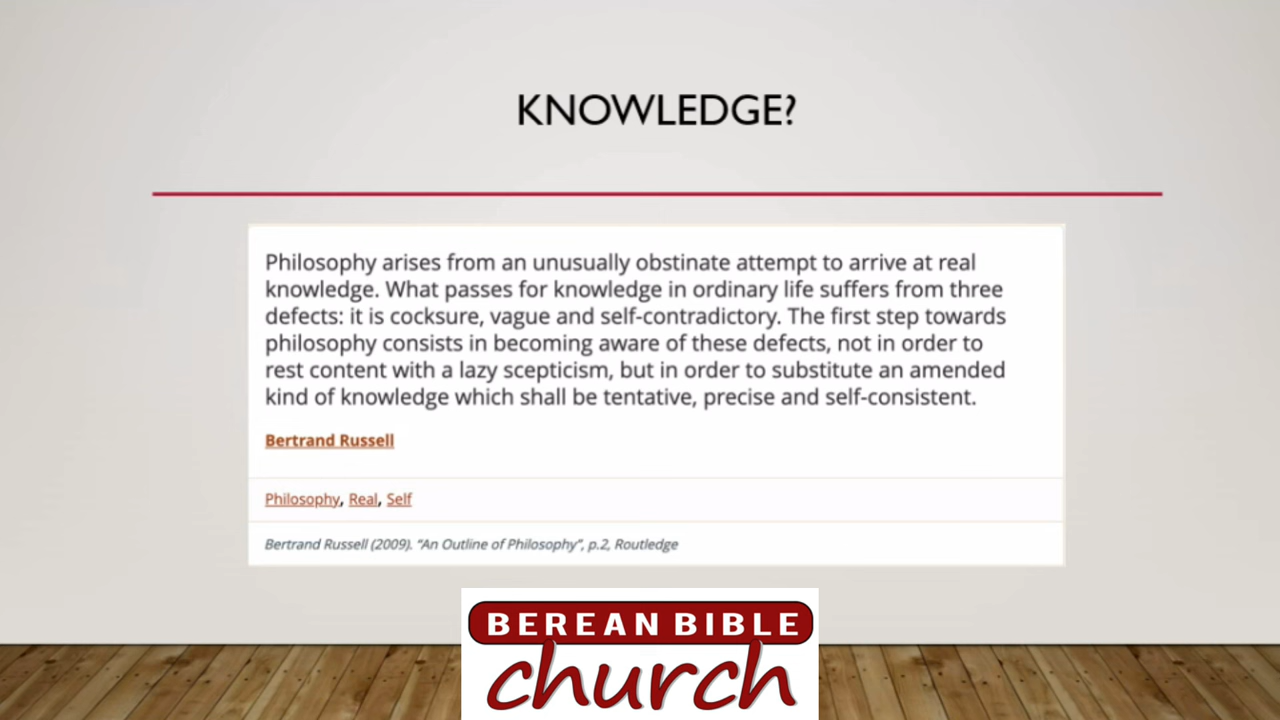 KNOWLEDGE?
Philosophy arises from an unusually obstinate attempt to arrive at real
knowledge. What passes for knowledge in ordinary life suffers from three
defects: it is cocksure, vague and self-contradictory. The first step towards
philosophy consists in becoming aware of these defects, not in order to
rest content with a lazy scepticism, but in order to substitute an amended
kind of knowledge which shall be tentative, precise and self-consistent.
Bertrand Russell
Philosophy, Real, Self
Bertrand Russell (2009). “An Outline of Philosophy”, p.2, Routledge
BEREAN BIBLE
church